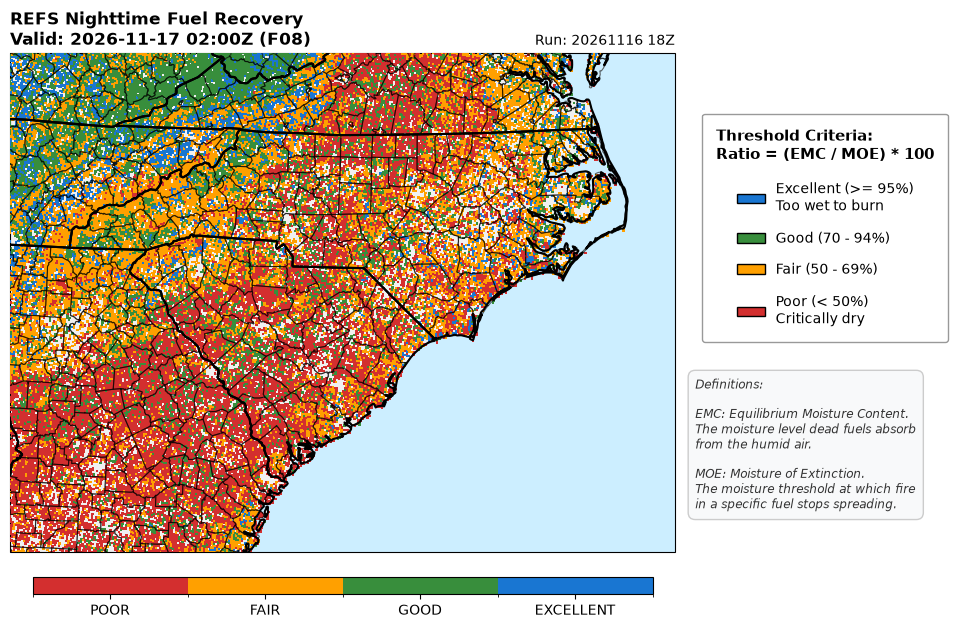 REFS Nighttime Fuel Recovery
Valid: 2026-11-17 02:00Z (F08)
Run: 20261116 18Z
Threshold Criteria:
Ratio = (EMC / MOE) * 100
Excellent (>= 95%)
Too wet to burn
Good (70 - 94%)
Fair (50 - 69%)
Poor (< 50%)
Critically dry
Definitions:
EMC: Equilibrium Moisture Content.
The moisture level dead fuels absorb
from the humid air.
MOE: Moisture of Extinction.
The moisture threshold at which fire
in a specific fuel stops spreading.
POOR
FAIR
GOOD
EXCELLENT